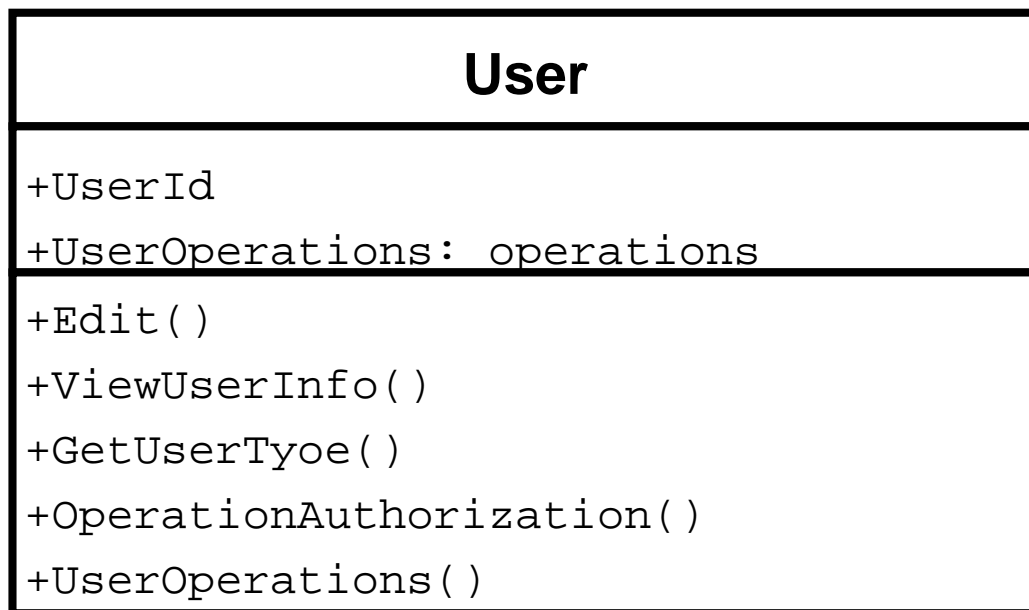 User
+UserId
+UserOperations: operations
+Edit()
+ViewUserInfo()
+GetUserTyoe()
+OperationAuthorization()
+UserOperations()